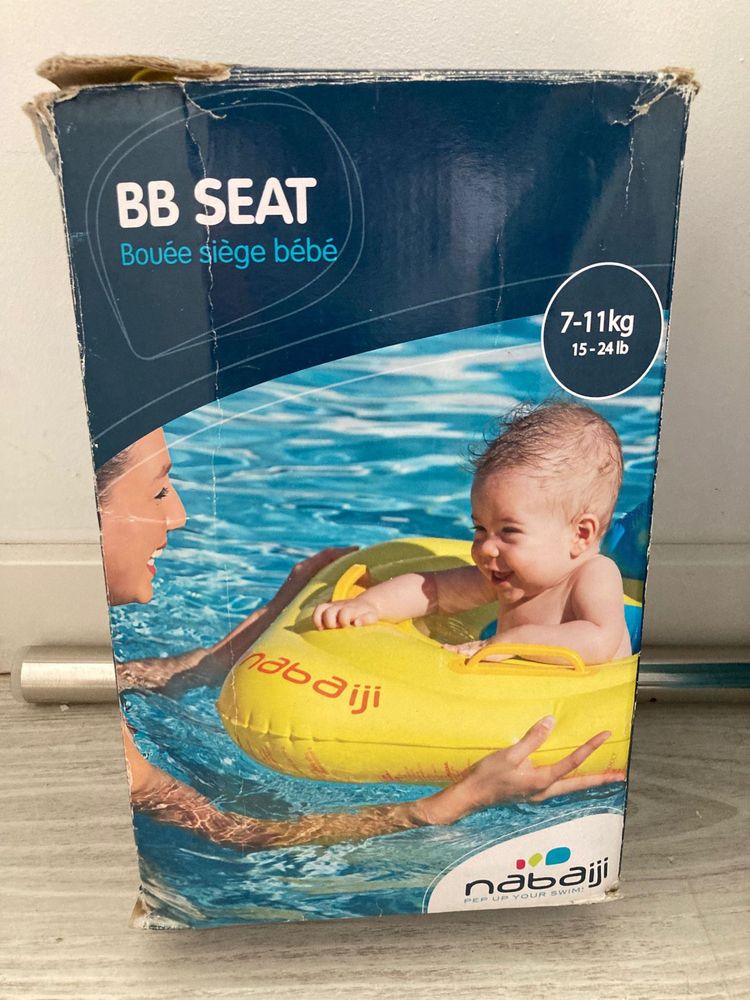 BB SEAT
Bouée siège bébé
7-11kg
15-24 lb
nabaiji
nabaiji
PEP UP YOUR SWIM!